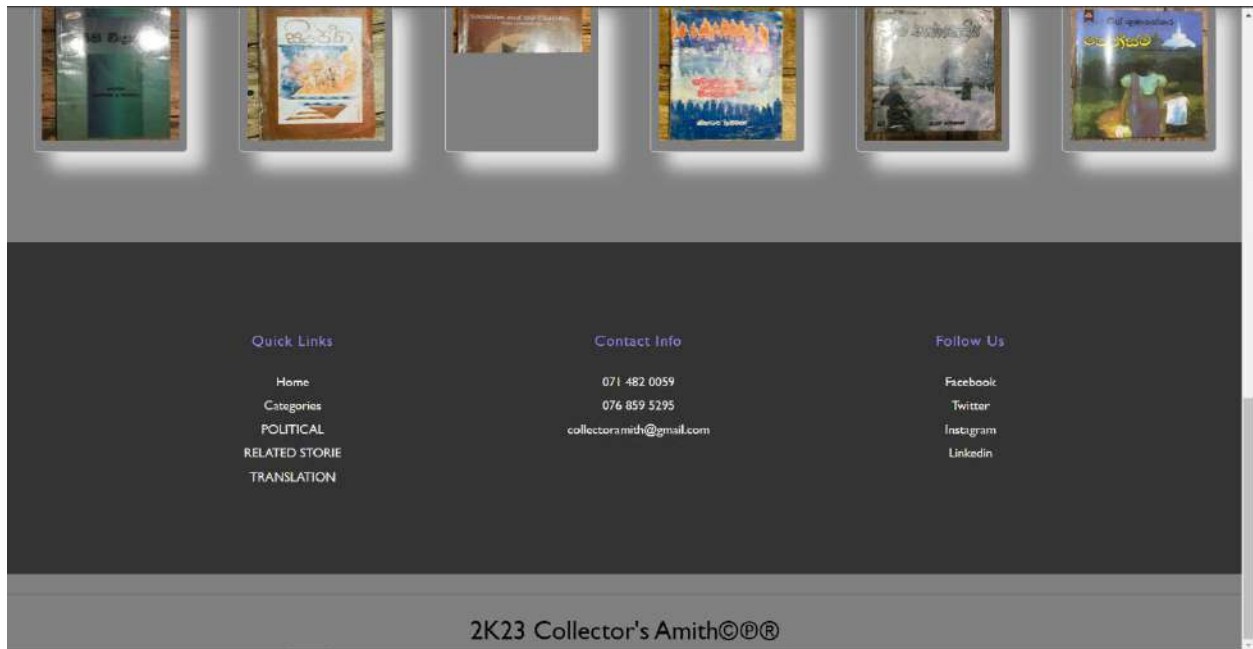 Quick Links
Home
Categories
POLITICAL
RELATED STORIE
TRANSLATION
Contact Info
071 482 0059
076 859 5295
collectoramith@gmail.com
Follow Us
Facebook
Twitter
Instagram
Linkedin
2K23 Collector's Amith©℗®